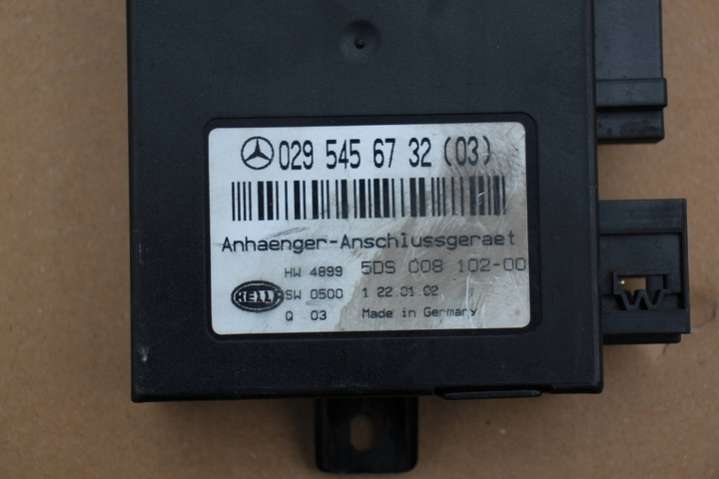 029 545 67 32 (03)
Anhaenger-Anschlussgeraet
HW 4899 5DS 008 102-00
HELLA SW 0500 1 22.01.02
Q 03 Made in Germany